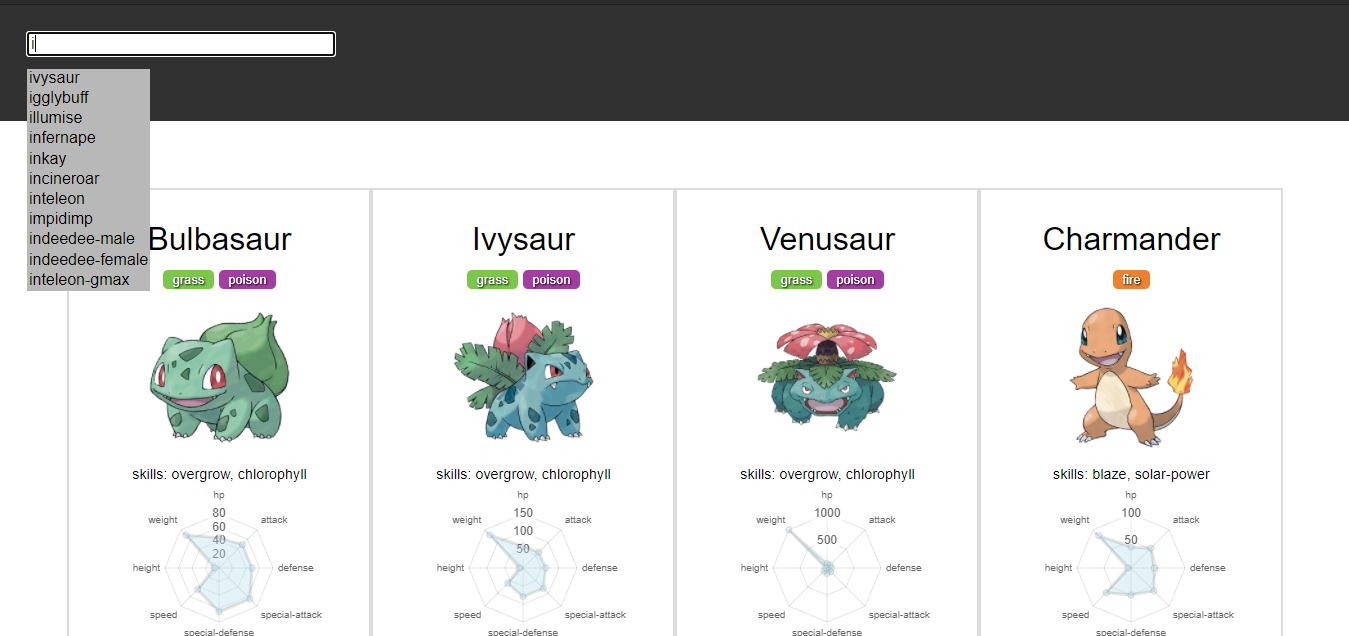 i
ivysaur
igglybuff
illumise
infernape
inkay
incineroar
inteleon
impidimp
indeedee-male
indeedee-female
inteleon-gmax
Bulbasaur
grass poison
skills: overgrow, chlorophyll
hp
attack
defense
special-attack
special-defense
speed
height
weight
80
60
40
20
Ivysaur
grass poison
skills: overgrow, chlorophyll
hp
attack
defense
special-attack
special-defense
speed
height
weight
150
100
50
Venusaur
grass poison
skills: overgrow, chlorophyll
hp
attack
defense
special-attack
special-defense
speed
height
weight
1000
500
Charmander
fire
skills: blaze, solar-power
hp
attack
defense
special-attack
special-defense
speed
height
weight
100
50